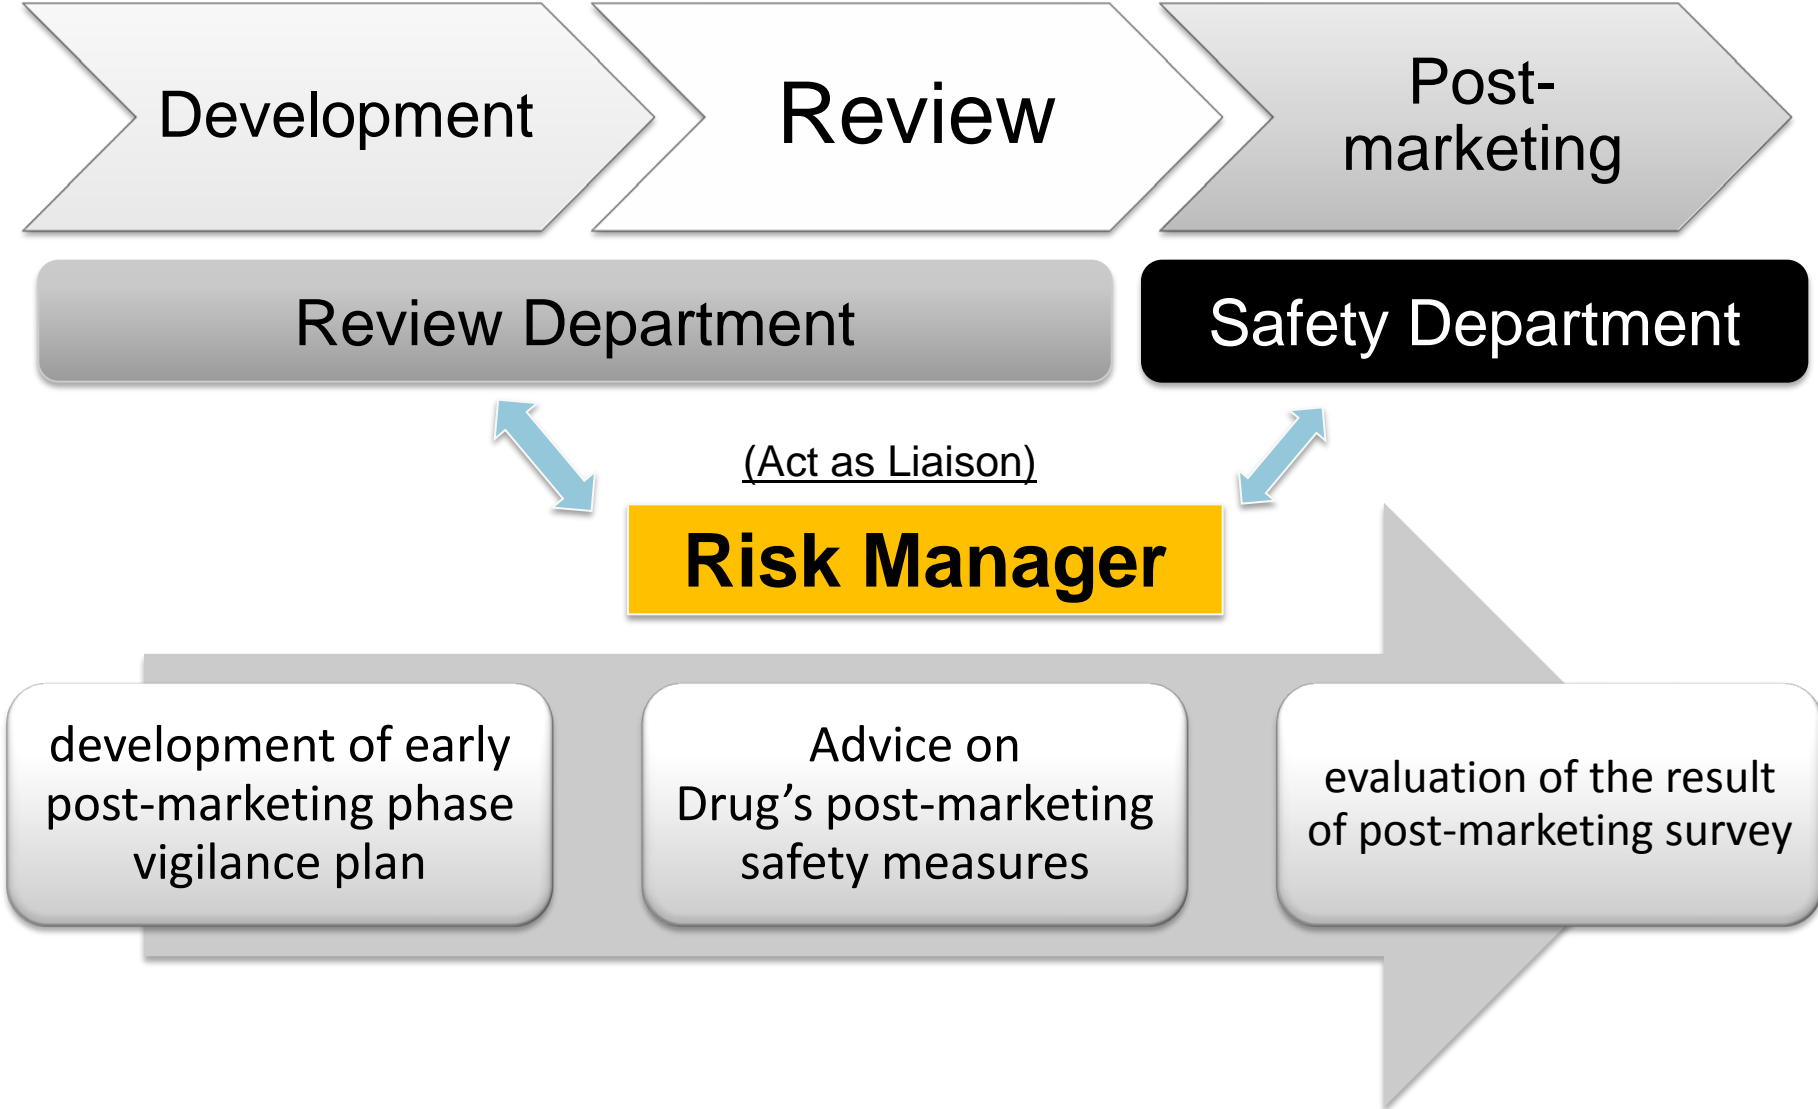 Development
Review
Post-
marketing
Review Department
Safety Department
(Act as Liaison)
Risk Manager
development of early
post-marketing phase
vigilance plan
Advice on
Drug’s post-marketing
safety measures
evaluation of the result
of post-marketing survey